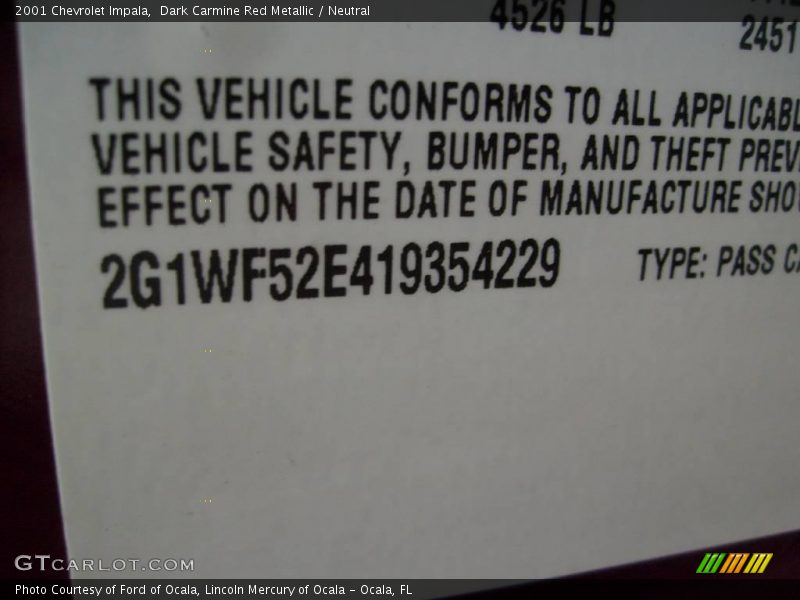 2001 Chevrolet Impala,  Dark Carmine Red Metallic / Neutral
4526 LB
2451
THIS VEHICLE CONFORMS TO ALL APPLICABL
VEHICLE SAFETY, BUMPER, AND THEFT PREV
EFFECT ON THE DATE OF MANUFACTURE SHO
2G1WF52E419354229 TYPE: PASS CA
GTCARLOT.COM
Photo Courtesy of Ford of Ocala, Lincoln Mercury of Ocala – Ocala, FL